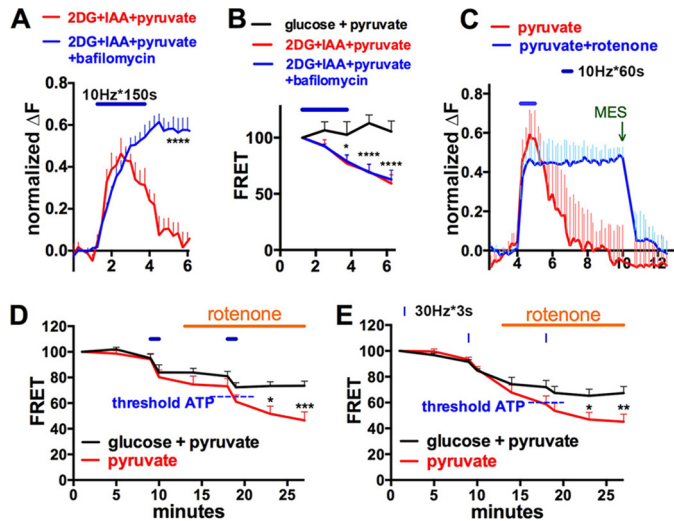 A
2DG+IAA+pyruvate
2DG+IAA+pyruvate
+bafilomycin
10Hz*150s
****
normalized ΔF
0.8
0.6
0.4
0.2
0.0
2 4 6
B
glucose + pyruvate
2DG+IAA+pyruvate
2DG+IAA+pyruvate
+bafilomycin
* **** ****
FRET
100
50
0 2 4 6
C
pyruvate
pyruvate+rotenone
10Hz*60s
MES
normalized ΔF
0.8
0.6
0.4
0.2
0.0
0 2 4 6 8 10 12
D
rotenone
threshold ATP
* ***
glucose + pyruvate
pyruvate
FRET
120
100
80
60
40
20
0
0 5 10 15 20 25
minutes
E
30Hz*3s
rotenone
threshold ATP
* **
glucose + pyruvate
pyruvate
FRET
120
100
80
60
40
20
0
0 5 10 15 20 25
minutes